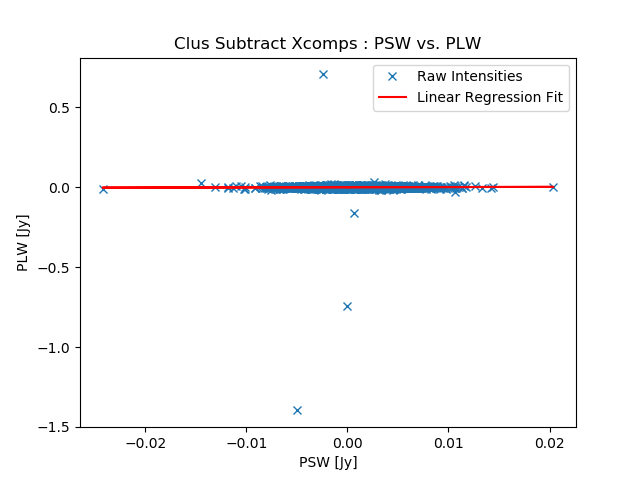 Clus Subtract Xcomps : PSW vs. PLW
Raw Intensities
Linear Regression Fit
0.5
0.0
−0.5
−1.0
−1.5
PLW [Jy]
−0.02
−0.01
0.00
0.01
0.02
PSW [Jy]